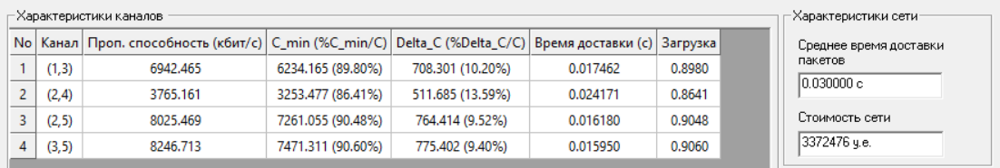 Характеристики каналов
No Канал Проп. способность (кбит/с) C_min (%C_min/C) Delta_C (%Delta_C/C) Время доставки (с) Загрузка
1 (1,3) 6942.465 6234.165 (89.80%) 708.301 (10.20%) 0.017462 0.8980
2 (2,4) 3765.161 3253.477 (86.41%) 511.685 (13.59%) 0.024171 0.8641
3 (2,5) 8025.469 7261.055 (90.48%) 764.414 (9.52%) 0.016180 0.9048
4 (3,5) 8246.713 7471.311 (90.60%) 775.402 (9.40%) 0.015950 0.9060
Характеристики сети
Среднее время доставки
пакетов
0.030000 с
Стоимость сети
3372476 у.е.